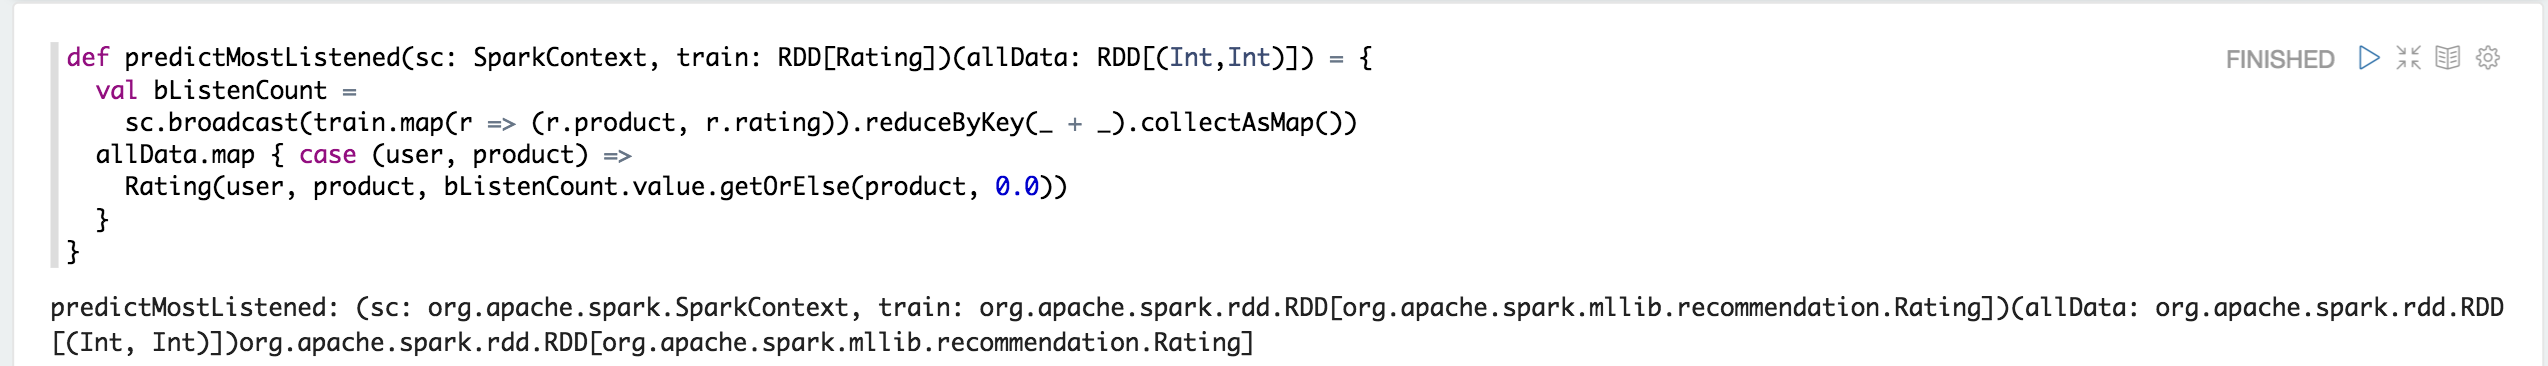 def predictMostListened(sc: SparkContext, train: RDD[Rating])(allData: RDD[(Int,Int)]) = {
FINISHED
  val bListenCount =
    sc.broadcast(train.map(r => (r.product, r.rating)).reduceByKey(_ + _).collectAsMap())
  allData.map { case (user, product) =>
    Rating(user, product, bListenCount.value.getOrElse(product, 0.0))
  }
}
predictMostListened: (sc: org.apache.spark.SparkContext, train: org.apache.spark.rdd.RDD[org.apache.spark.mllib.recommendation.Rating])(allData: org.apache.spark.rdd.RDD
[(Int, Int)])org.apache.spark.rdd.RDD[org.apache.spark.mllib.recommendation.Rating]